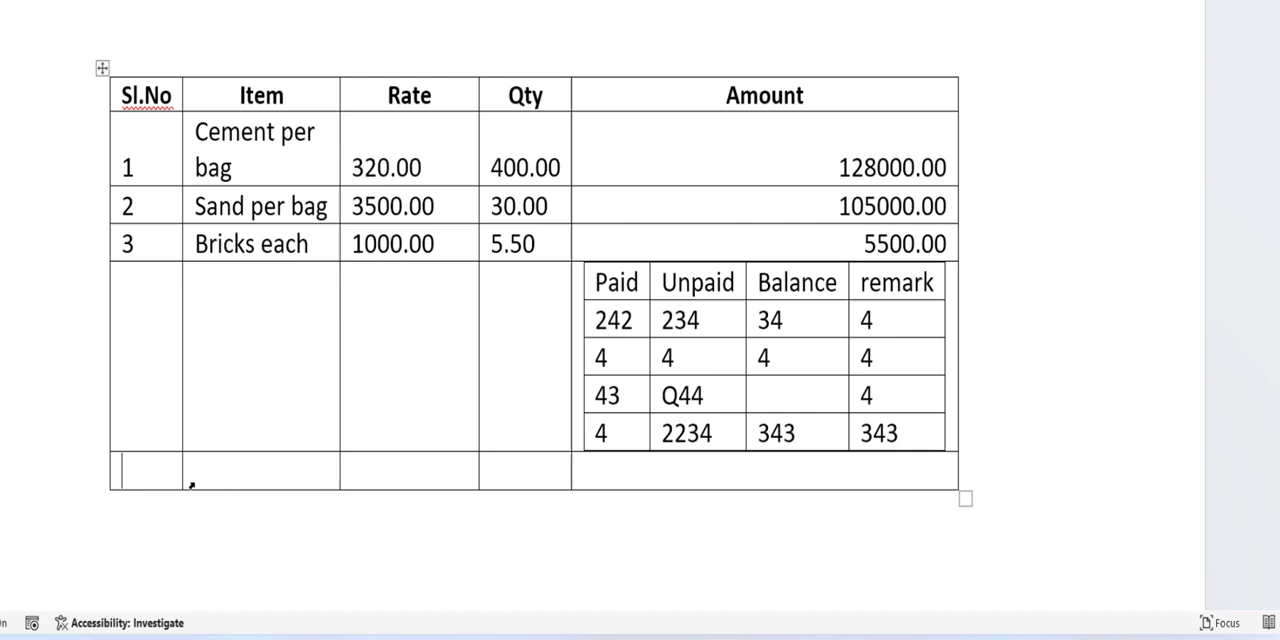 Sl.No Item Rate Qty Amount
Cement per
1 bag 320.00 400.00 128000.00
2 Sand per bag 3500.00 30.00 105000.00
3 Bricks each 1000.00 5.50 5500.00
Paid Unpaid Balance remark
242 234 34 4
4 4 4 4
43 Q44 4
4 2234 343 343
Accessibility: Investigate Focus